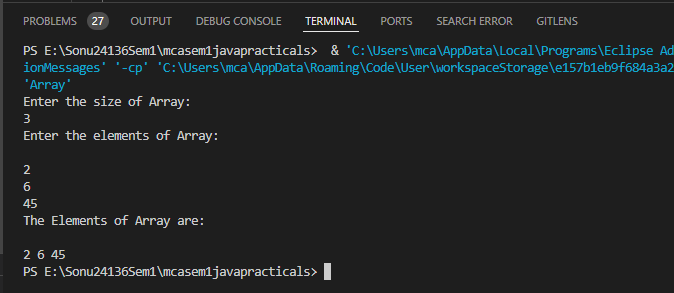 PROBLEMS 27 OUTPUT DEBUG CONSOLE TERMINAL PORTS SEARCH ERROR GITLENS
PS E:\Sonu24136Sem1\mcasem1javapracticals> & 'C:\Users\mca\AppData\Local\Programs\Eclipse Ad
ionMessages' '-cp' 'C:\Users\mca\AppData\Roaming\Code\User\workspaceStorage\e157b1eb9f684a3a2
'Array'
Enter the size of Array:
3
Enter the elements of Array:
2
6
45
The Elements of Array are:
2 6 45
PS E:\Sonu24136Sem1\mcasem1javapracticals>